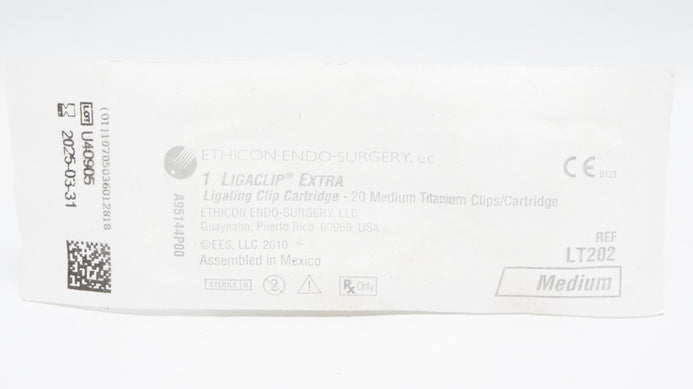 (01)10705036012818
LOT U40905
2025-03-31
A95144P00
ETHICON ENDO-SURGERY, LLC
1 LIGACLIP® EXTRA
Ligating Clip Cartridge - 20 Medium Titanium Clips/Cartridge
ETHICON ENDO-SURGERY, LLC
Guaynabo, Puerto Rico 00969 USA
©EES, LLC 2010
Assembled in Mexico
STERILE R
2
Rx Only
CE 0123
REF
LT202
Medium